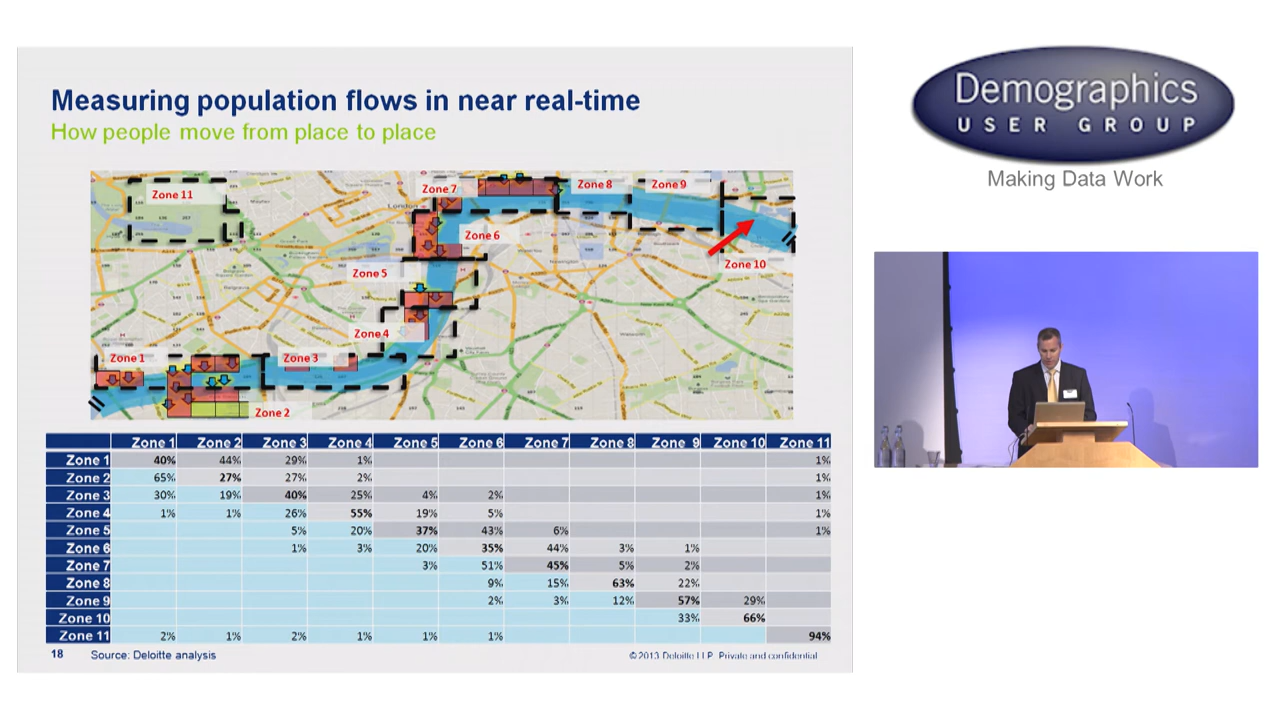 Measuring population flows in near real-time
How people move from place to place
Zone 11
Zone 7
Zone 8
Zone 9
London
Zone 6
Zone 5
Zone 10
Zone 4
Zone 1
Zone 3
Zone 2
Zone 1 Zone 2 Zone 3 Zone 4 Zone 5 Zone 6 Zone 7 Zone 8 Zone 9 Zone 10 Zone 11
Zone 1 40% 44% 29% 1% 1%
Zone 2 65% 27% 27% 2% 1%
Zone 3 30% 19% 40% 25% 4% 2% 1%
Zone 4 1% 1% 26% 55% 19% 5% 1%
Zone 5 5% 20% 37% 43% 6% 1%
Zone 6 1% 3% 20% 35% 44% 3% 1%
Zone 7 3% 51% 45% 5% 2%
Zone 8 9% 15% 63% 22%
Zone 9 2% 3% 12% 57% 29%
Zone 10 33% 66%
Zone 11 2% 1% 2% 1% 1% 1% 94%
18 Source: Deloitte analysis
© 2013 Deloitte LLP. Private and confidential
Demographics
USER GROUP
Making Data Work